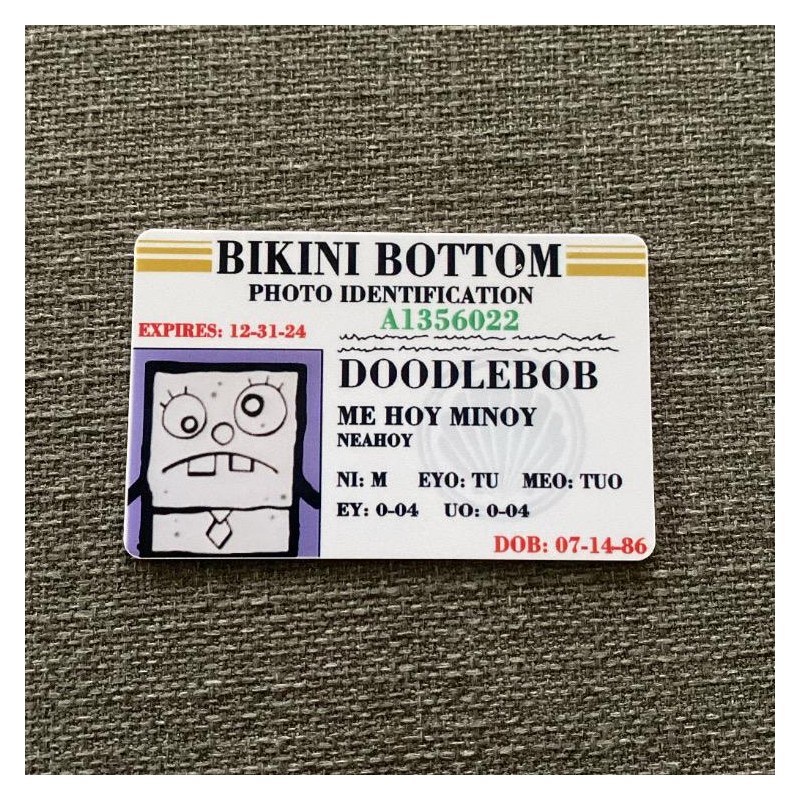 BIKINI BOTTOM
PHOTO IDENTIFICATION
A1356022
EXPIRES: 12-31-24
DOODLEBOB
ME HOY MINOY
NEAHOY
NI: M EYO: TU MEO: TUO
EY: 0-04 UO: 0-04
DOB: 07-14-86